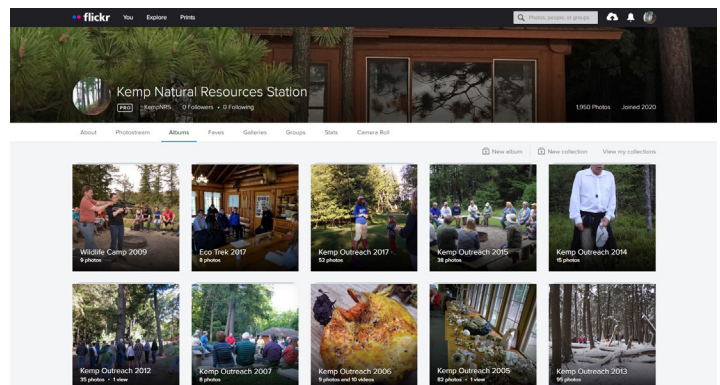 flickr You Explore Prints
Photos, people, or groups
Kemp Natural Resources Station
PRO KempNRS 0 Followers • 0 Following
1,950 Photos Joined 2020
About Photostream Albums Faves Galleries Groups Stats Camera Roll
New album New collection View my collections
Wildlife Camp 2009
9 photos
Eco Trek 2017
8 photos
Kemp Outreach 2017
52 photos
Kemp Outreach 2015
38 photos
Kemp Outreach 2014
15 photos
Kemp Outreach 2012
35 photos • 1 view
Kemp Outreach 2007
8 photos
Kemp Outreach 2006
9 photos and 10 videos
Kemp Outreach 2005
82 photos • 1 view
Kemp Outreach 2013
95 photos